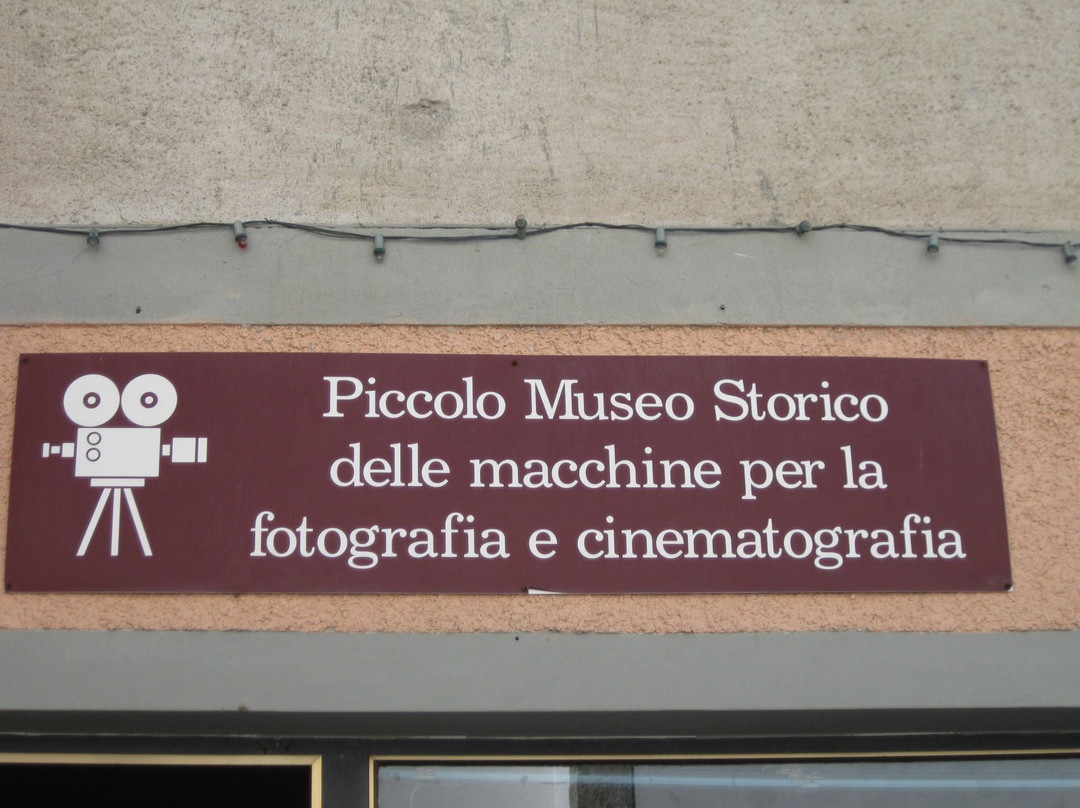 Piccolo Museo Storico
delle macchine per la
fotografia e cinematografia